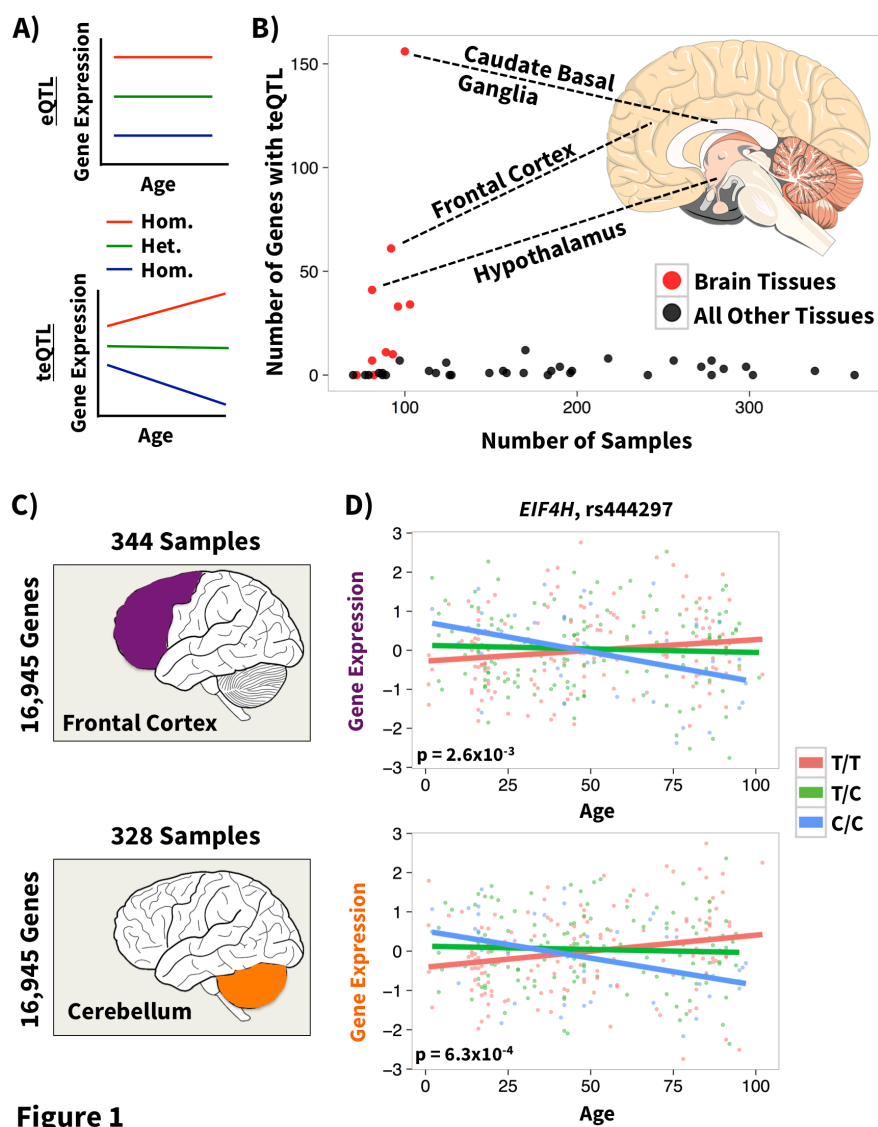 A)
eQTL
Gene Expression
Age
Hom.
Het.
Hom.
teQTL
Gene Expression
Age
B)
Number of Genes with teQTL
150
100
50
0
100
200
300
Number of Samples
Caudate Basal
Ganglia
Frontal Cortex
Hypothalamus
Brain Tissues
All Other Tissues
C)
344 Samples
16,945 Genes
Frontal Cortex
328 Samples
16,945 Genes
Cerebellum
D)
EIF4H, rs444297
Gene Expression
3
2
1
0
−1
−2
−3
p = 2.6x10⁻³
0
25
50
75
100
Age
T/T
T/C
C/C
Gene Expression
3
2
1
0
−1
−2
−3
p = 6.3x10⁻⁴
0
25
50
75
100
Age
Figure 1